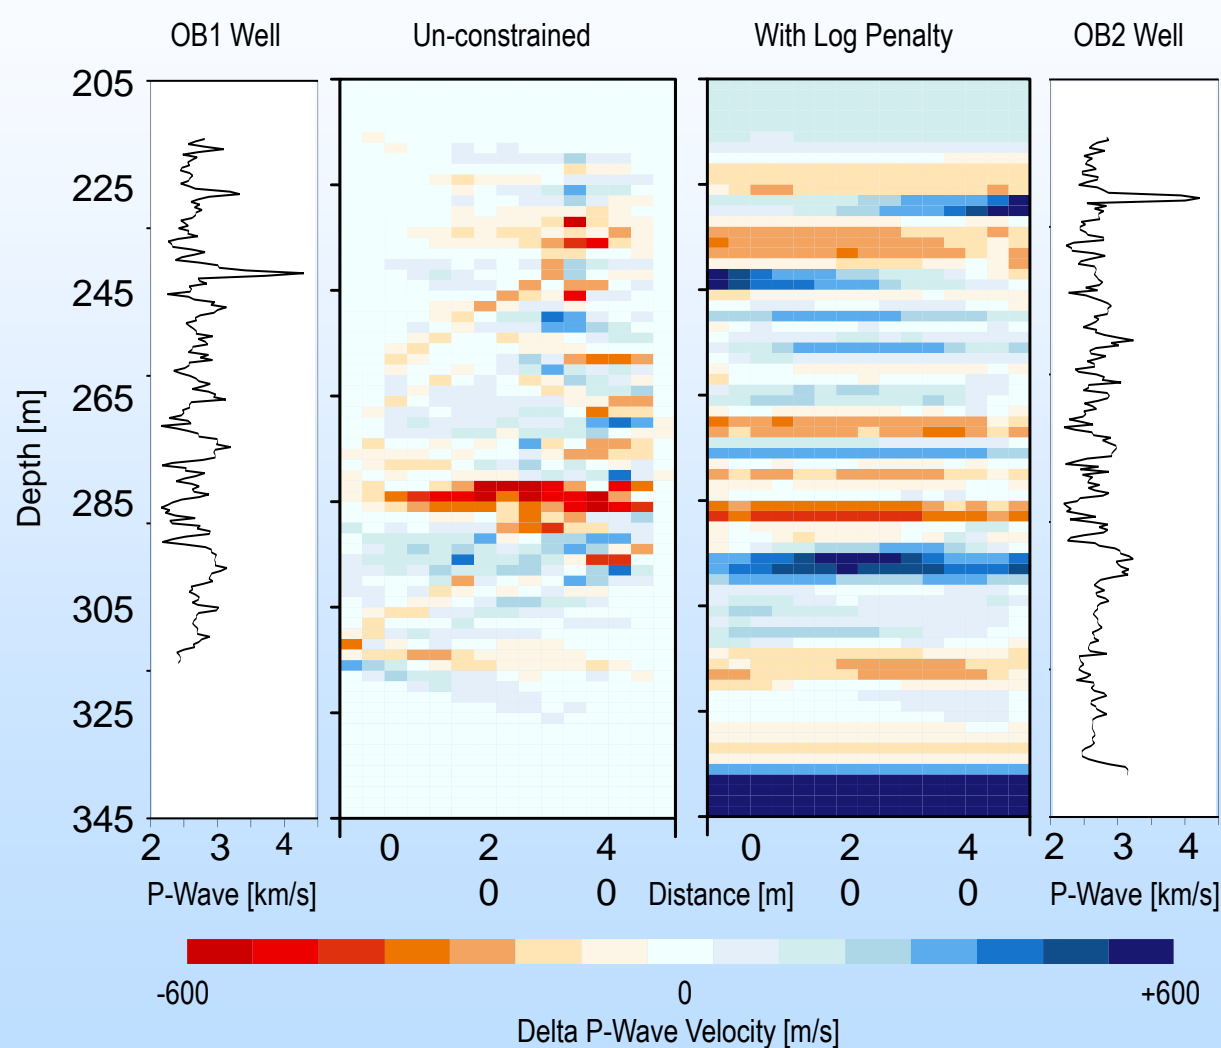 OB1 Well
Un-constrained
With Log Penalty
OB2 Well
205
225
245
265
285
305
325
345
Depth [m]
2 3 4
0 2 4
0 2 4
2 3 4
P-Wave [km/s]
0 0
Distance [m]
0 0
P-Wave [km/s]
-600 0 +600
Delta P-Wave Velocity [m/s]